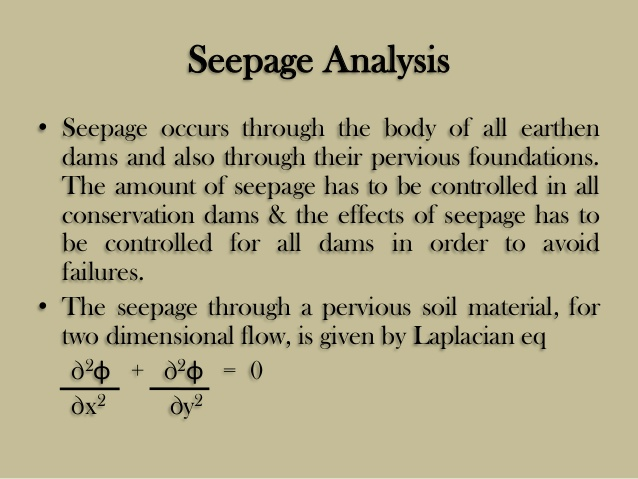 Seepage Analysis
• Seepage occurs through the body of all earthen
dams and also through their pervious foundations.
The amount of seepage has to be controlled in all
conservation dams & the effects of seepage has to
be controlled for all dams in order to avoid
failures.
• The seepage through a pervious soil material, for
two dimensional flow, is given by Laplacian eq
∂²ϕ + ∂²ϕ = 0
∂x² ∂y²